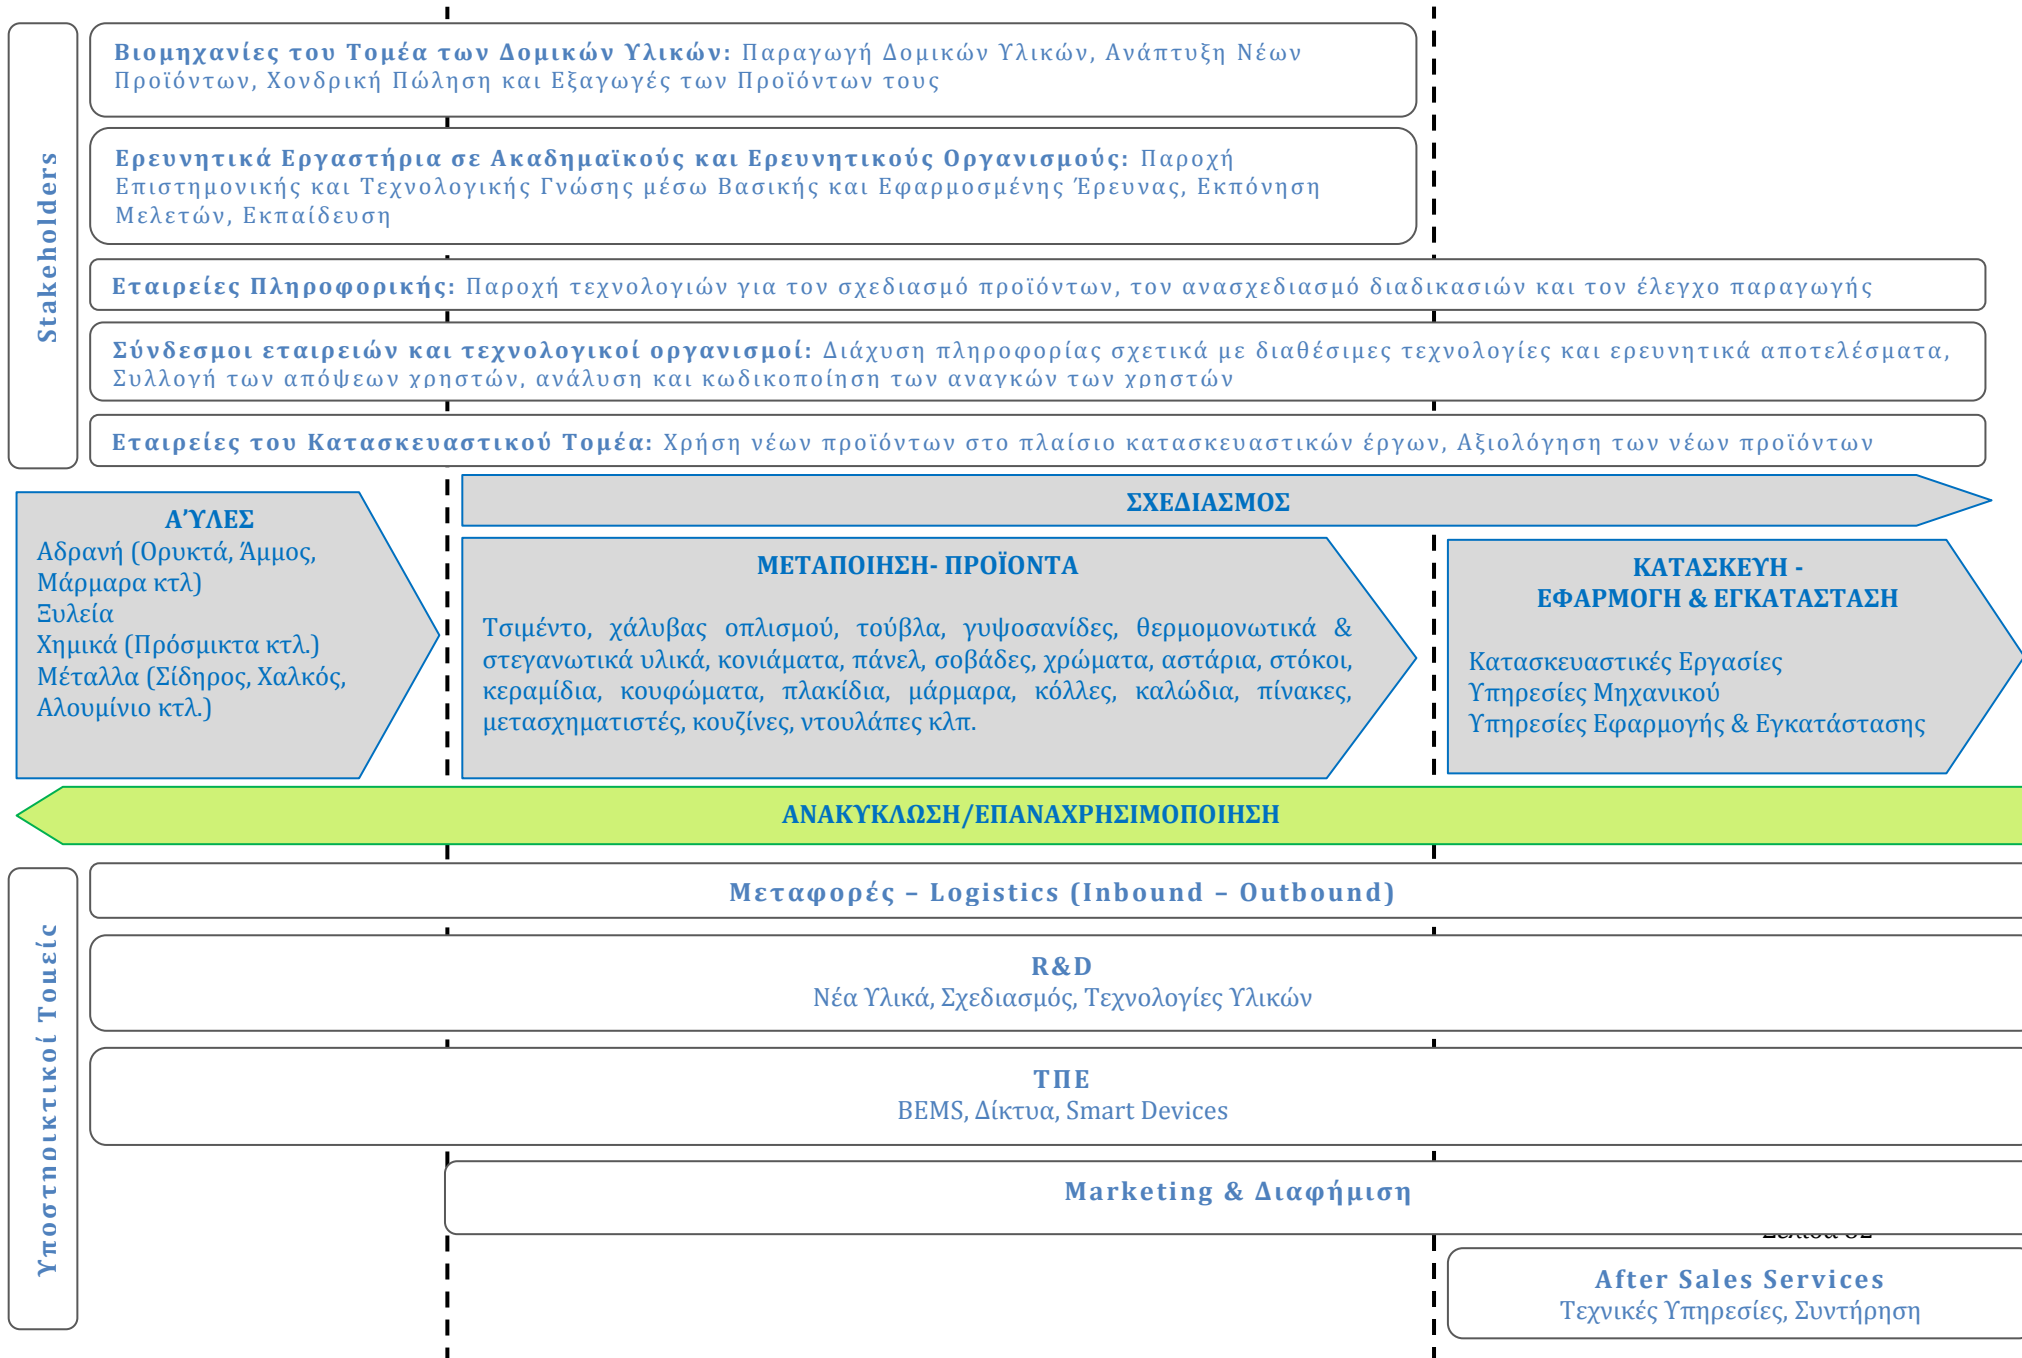 Stakeholders
Βιομηχανίες του Τομέα των Δομικών Υλικών: Παραγωγή Δομικών Υλικών, Ανάπτυξη Νέων
Προϊόντων, Χονδρική Πώληση και Εξαγωγές των Προϊόντων τους
Ερευνητικά Εργαστήρια σε Ακαδημαϊκούς και Ερευνητικούς Οργανισμούς: Παροχή
Επιστημονικής και Τεχνολογικής Γνώσης μέσω Βασικής και Εφαρμοσμένης Έρευνας, Εκπόνηση
Μελετών, Εκπαίδευση
Εταιρείες Πληροφορικής: Παροχή τεχνολογιών για τον σχεδιασμό προϊόντων, τον ανασχεδιασμό διαδικασιών και τον έλεγχο παραγωγής
Σύνδεσμοι εταιρειών και τεχνολογικοί οργανισμοί: Διάχυση πληροφορίας σχετικά με διαθέσιμες τεχνολογίες και ερευνητικά αποτελέσματα,
Συλλογή των απόψεων χρηστών, ανάλυση και κωδικοποίηση των αναγκών των χρηστών
Εταιρείες του Κατασκευαστικού Τομέα: Χρήση νέων προϊόντων στο πλαίσιο κατασκευαστικών έργων, Αξιολόγηση των νέων προϊόντων
Α'ΥΛΕΣ
Αδρανή (Ορυκτά, Άμμος,
Μάρμαρα κτλ)
Ξυλεία
Χημικά (Πρόσμικτα κτλ.)
Μέταλλα (Σίδηρος, Χαλκός,
Αλουμίνιο κτλ.)
ΣΧΕΔΙΑΣΜΟΣ
ΜΕΤΑΠΟΙΗΣΗ- ΠΡΟΪΟΝΤΑ
Τσιμέντο, χάλυβας οπλισμού, τούβλα, γυψοσανίδες, θερμομονωτικά &
στεγανωτικά υλικά, κονιάματα, πάνελ, σοβάδες, χρώματα, αστάρια, στόκοι,
κεραμίδια, κουφώματα, πλακίδια, μάρμαρα, κόλλες, καλώδια, πίνακες,
μετασχηματιστές, κουζίνες, ντουλάπες κλπ.
ΚΑΤΑΣΚΕΥΗ -
ΕΦΑΡΜΟΓΗ & ΕΓΚΑΤΑΣΤΑΣΗ
Κατασκευαστικές Εργασίες
Υπηρεσίες Μηχανικού
Υπηρεσίες Εφαρμογής & Εγκατάστασης
ΑΝΑΚΥΚΛΩΣΗ/ΕΠΑΝΑΧΡΗΣΙΜΟΠΟΙΗΣΗ
Υποστηρικτικοί Τομείς
Μεταφορές – Logistics (Inbound – Outbound)
R&D
Νέα Υλικά, Σχεδιασμός, Τεχνολογίες Υλικών
ΤΠΕ
BEMS, Δίκτυα, Smart Devices
Marketing & Διαφήμιση
After Sales Services
Τεχνικές Υπηρεσίες, Συντήρηση